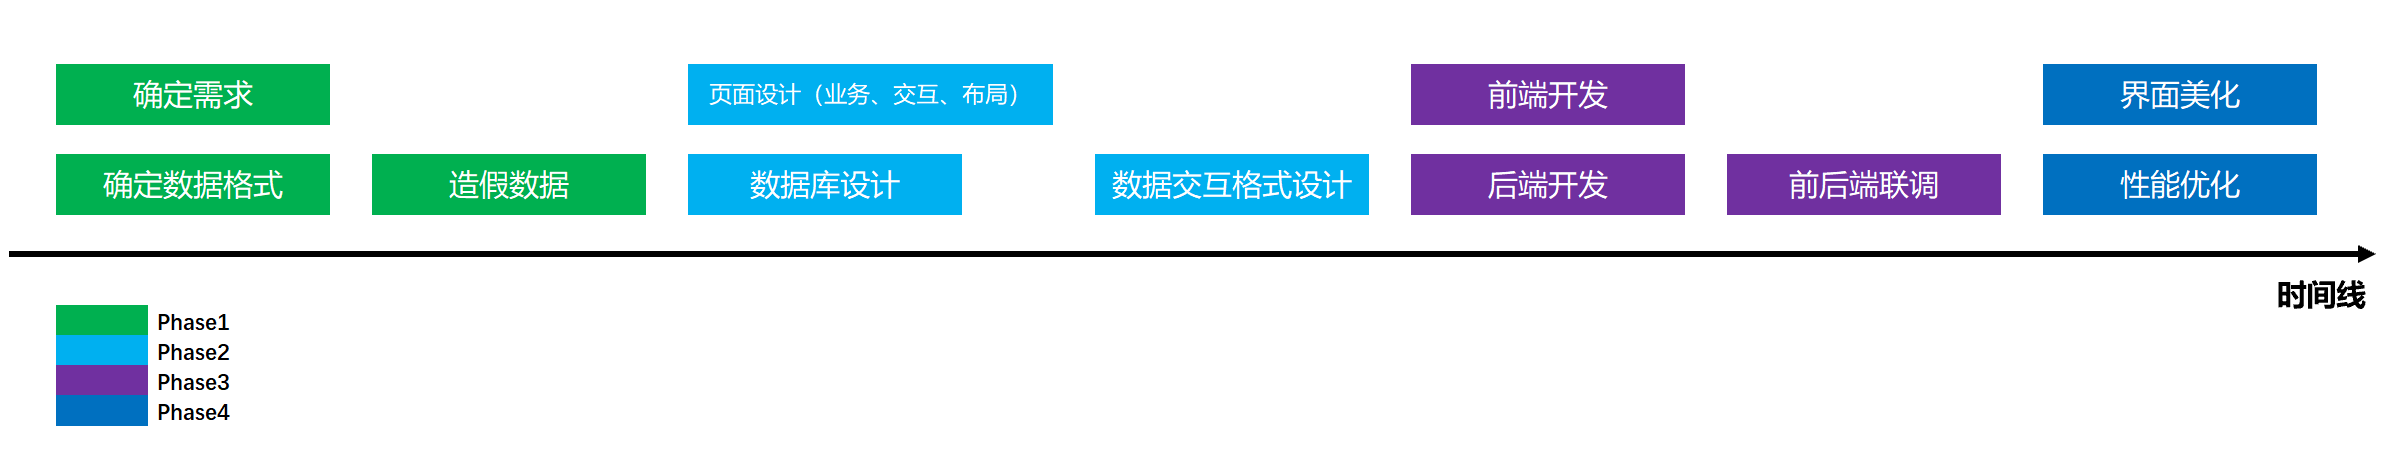 确定需求
页面设计（业务、交互、布局）
前端开发
界面美化
确定数据格式
造假数据
数据库设计
数据交互格式设计
后端开发
前后端联调
性能优化
时间线
Phase1
Phase2
Phase3
Phase4